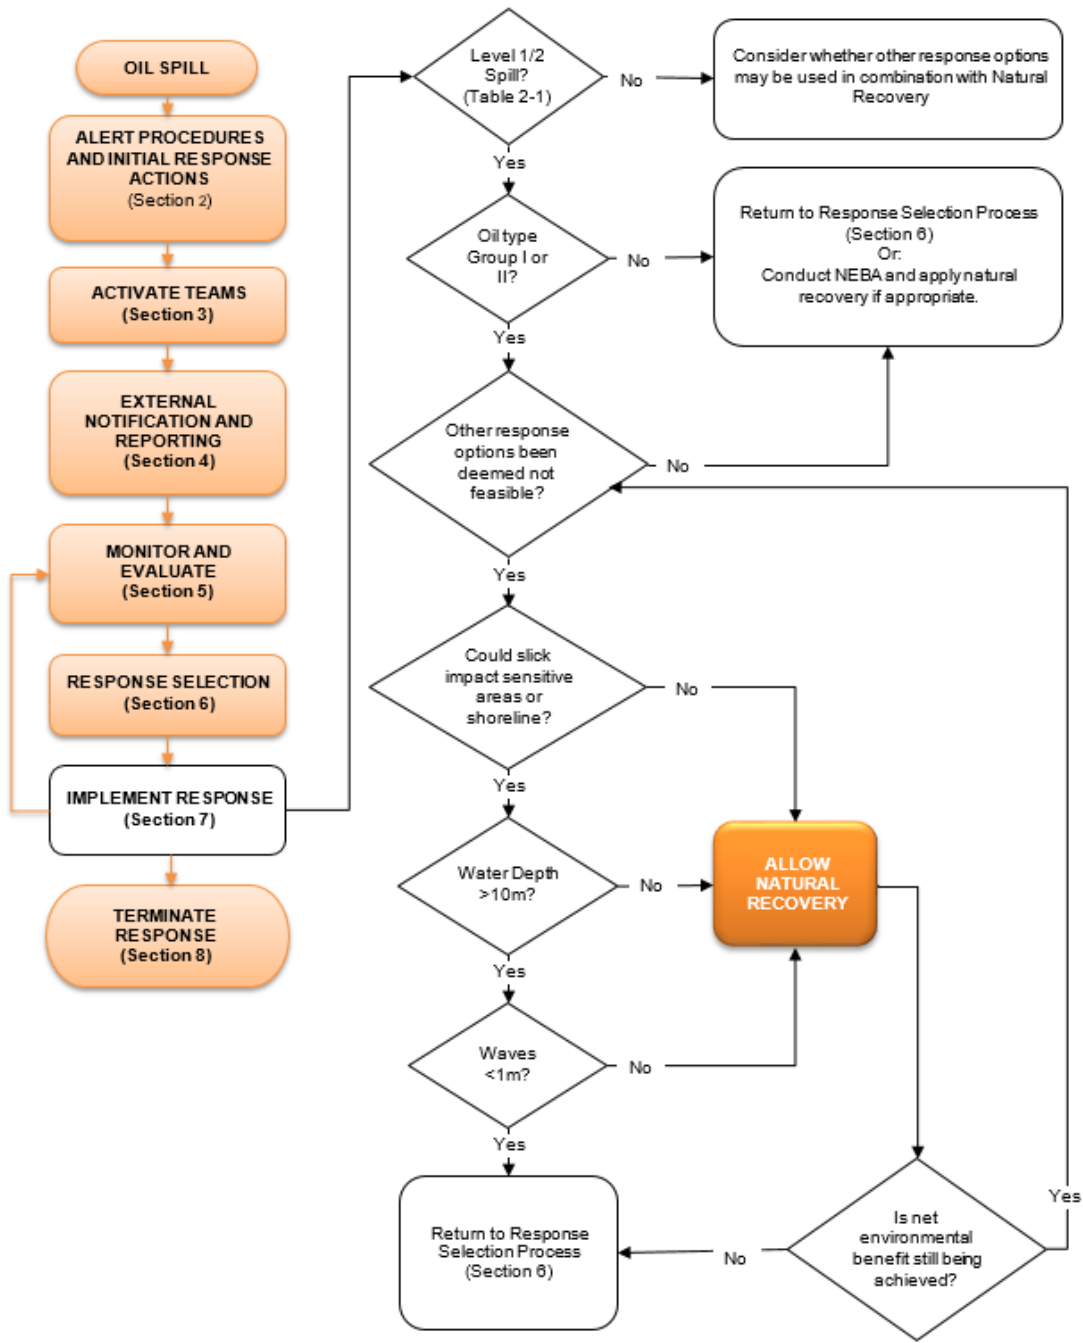 OIL SPILL
ALERT PROCEDURES
AND INITIAL RESPONSE
ACTIONS
(Section 2)
ACTIVATE TEAMS
(Section 3)
EXTERNAL
NOTIFICATION AND
REPORTING
(Section 4)
MONITOR AND
EVALUATE
(Section 5)
RESPONSE SELECTION
(Section 6)
IMPLEMENT RESPONSE
(Section 7)
TERMINATE
RESPONSE
(Section 8)
Level 1/2
Spill?
(Table 2-1)
No
Consider whether other response options
may be used in combination with Natural
Recovery
Yes
Oil type
Group I or
II?
No
Return to Response Selection Process
(Section 6)
Or:
Conduct NEBA and apply natural
recovery if appropriate.
Yes
Other response
options been
deemed not
feasible?
No
Yes
Could slick
impact sensitive
areas or
shoreline?
No
Yes
Water Depth
>10m?
No
ALLOW
NATURAL
RECOVERY
Yes
Waves
<1m?
No
Yes
Return to Response
Selection Process
(Section 6)
No
Is net
environmental
benefit still being
achieved?
Yes